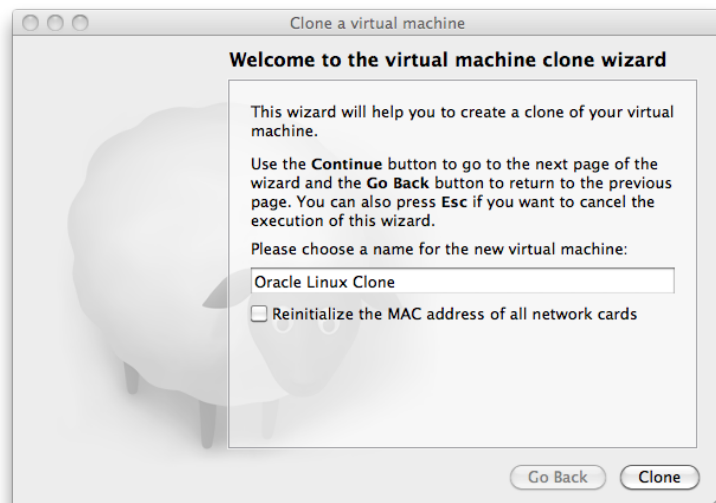 Clone a virtual machine
Welcome to the virtual machine clone wizard
This wizard will help you to create a clone of your virtual
machine.
Use the Continue button to go to the next page of the
wizard and the Go Back button to return to the previous
page. You can also press Esc if you want to cancel the
execution of this wizard.
Please choose a name for the new virtual machine:
Oracle Linux Clone
Reinitialize the MAC address of all network cards
Go Back
Clone